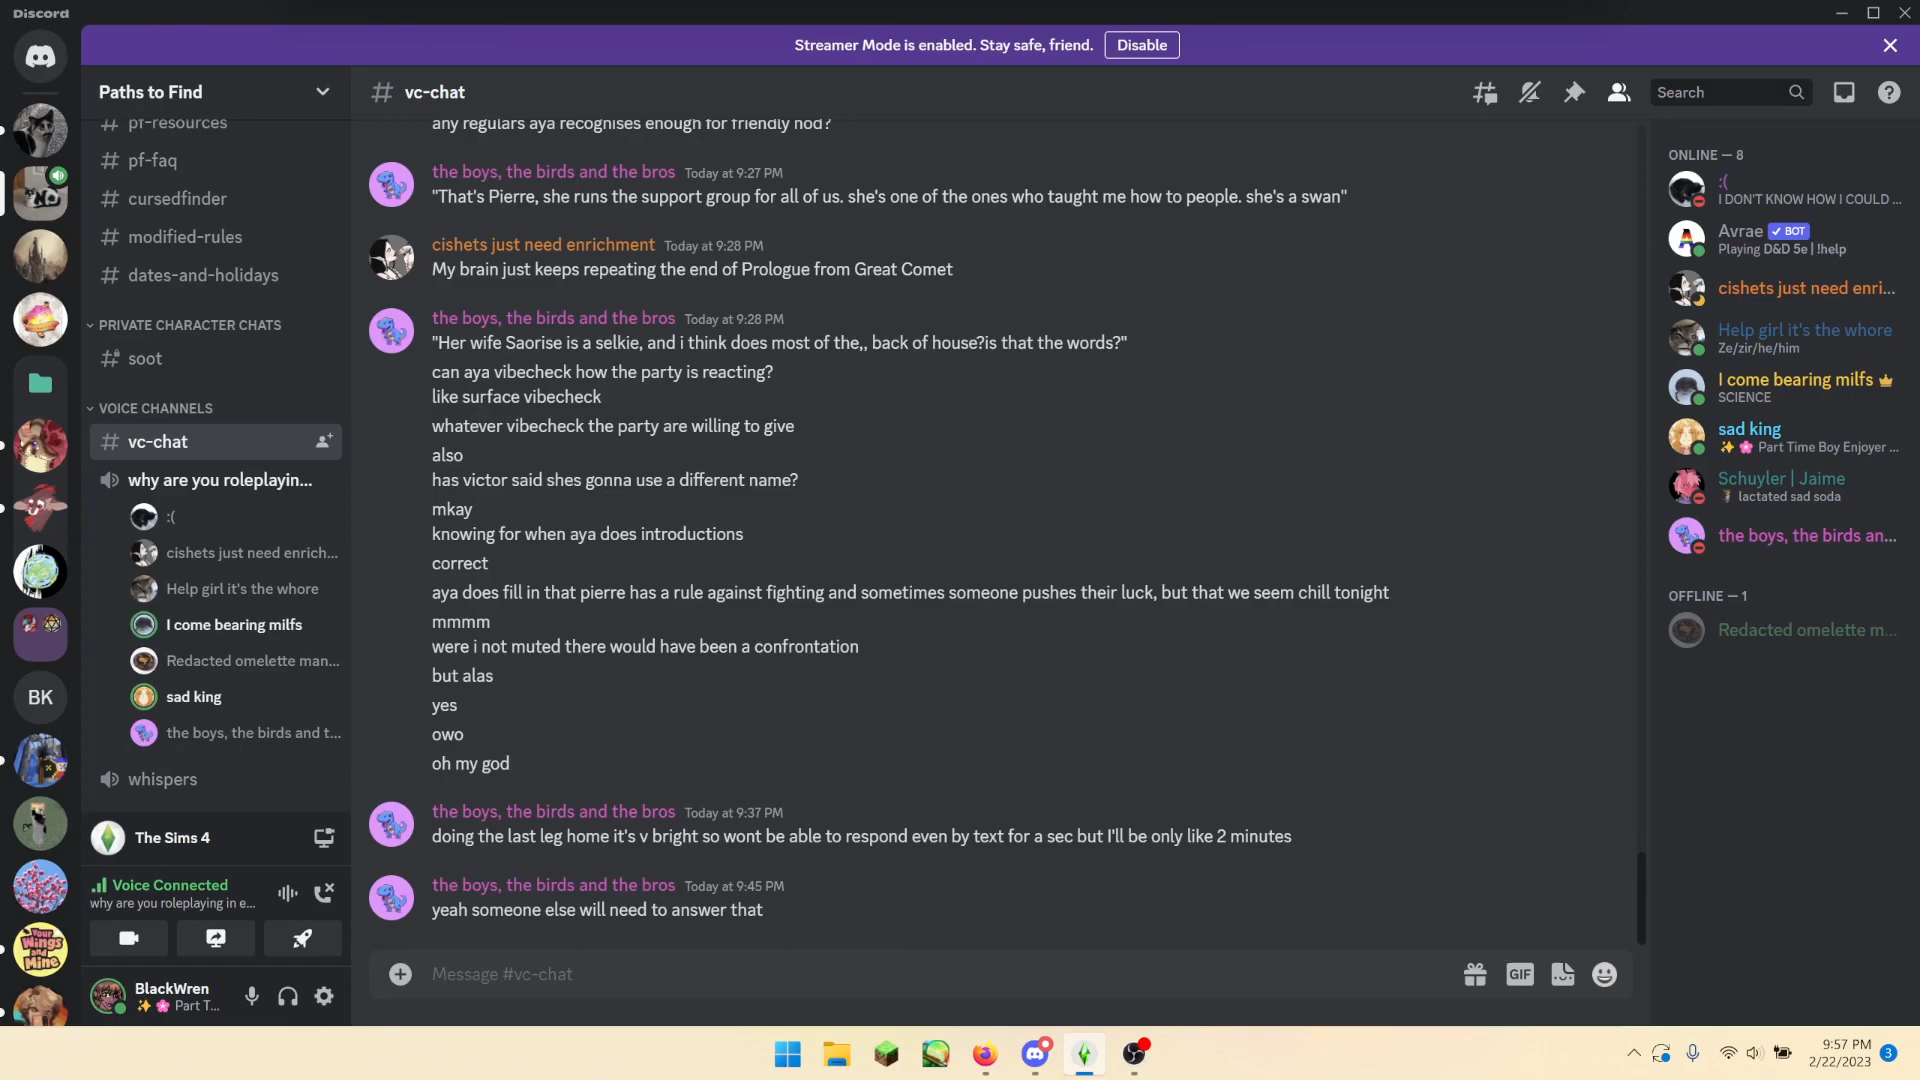 Discord
Streamer Mode is enabled. Stay safe, friend.
Disable
Paths to Find
pf-resources
pf-faq
cursedfinder
modified-rules
dates-and-holidays
PRIVATE CHARACTER CHATS
soot
VOICE CHANNELS
vc-chat
why are you roleplayin...
:(
cishets just need enrich...
Help girl it's the whore
I come bearing milfs
Redacted omelette man...
sad king
the boys, the birds and t...
whispers
BK
Your
Wings
and
Mine
The Sims 4
Voice Connected
why are you roleplaying in e...
BlackWren
✨ 🌸 Part T...
# vc-chat
Search
any regulars aya recognises enough for friendly nod?
the boys, the birds and the bros Today at 9:27 PM
"That's Pierre, she runs the support group for all of us. she's one of the ones who taught me how to people. she's a swan"
cishets just need enrichment Today at 9:28 PM
My brain just keeps repeating the end of Prologue from Great Comet
the boys, the birds and the bros Today at 9:28 PM
"Her wife Saorise is a selkie, and i think does most of the,, back of house?is that the words?"
can aya vibecheck how the party is reacting?
like surface vibecheck
whatever vibecheck the party are willing to give
also
has victor said shes gonna use a different name?
mkay
knowing for when aya does introductions
correct
aya does fill in that pierre has a rule against fighting and sometimes someone pushes their luck, but that we seem chill tonight
mmmm
were i not muted there would have been a confrontation
but alas
yes
owo
oh my god
the boys, the birds and the bros Today at 9:37 PM
doing the last leg home it's v bright so wont be able to respond even by text for a sec but I'll be only like 2 minutes
the boys, the birds and the bros Today at 9:45 PM
yeah someone else will need to answer that
Message #vc-chat
GIF
ONLINE — 8
:(
I DON'T KNOW HOW I COULD ...
Avrae ✓ BOT
Playing D&D 5e | !help
cishets just need enri...
Help girl it's the whore
Ze/zir/he/him
I come bearing milfs
SCIENCE
sad king
✨ 🌸 Part Time Boy Enjoyer ...
Schuyler | Jaime
lactated sad soda
the boys, the birds an...
OFFLINE — 1
Redacted omelette m...
9:57 PM
2/22/2023
3